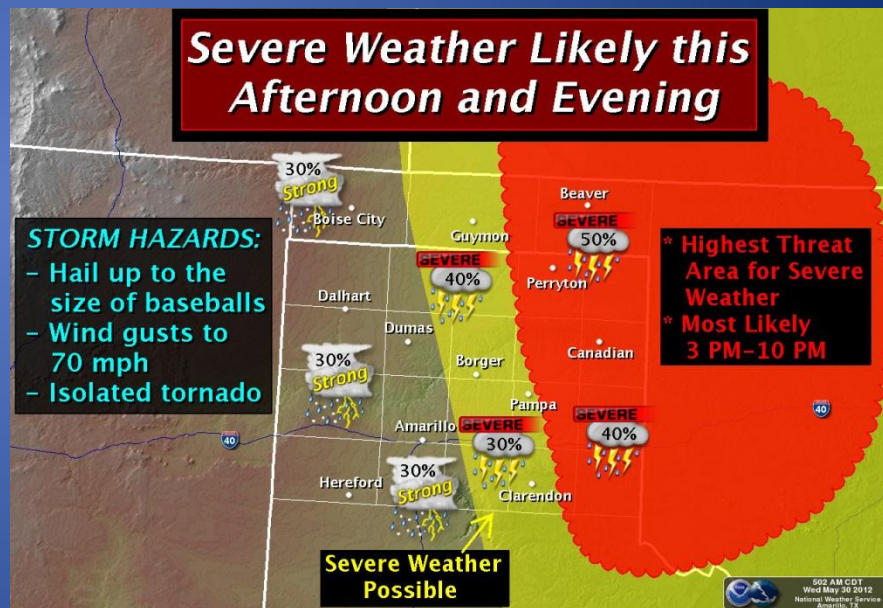 Severe Weather Likely this
Afternoon and Evening
30%
Strong
Boise City
Beaver
SEVERE
50%
Guymon
STORM HAZARDS:
– Hail up to the
size of baseballs
– Wind gusts to
70 mph
– Isolated tornado
SEVERE
40%
Perryton
* Highest Threat
Area for Severe
Weather
* Most Likely
3 PM–10 PM
Dalhart
Dumas
30%
Strong
Borger
Canadian
Pampa
40
Amarillo
SEVERE
30%
SEVERE
40%
40
Hereford
30%
Strong
Clarendon
Severe Weather
Possible
502 AM CDT
Wed May 30 2012
National Weather Service
Amarillo, TX